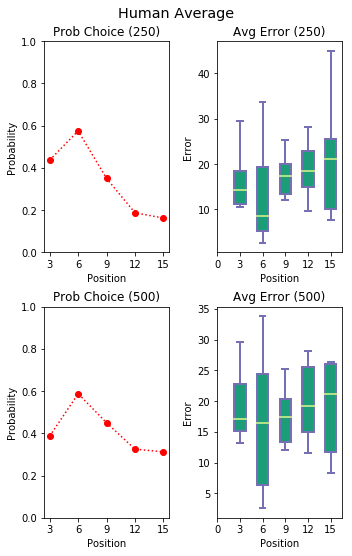 Human Average
Prob Choice (250)
Avg Error (250)
1.0
0.8
0.6
0.4
0.2
0.0
Probability
3 6 9 12 15
Position
40
30
20
10
Error
0 3 6 9 12 15
Position
Prob Choice (500)
Avg Error (500)
1.0
0.8
0.6
0.4
0.2
0.0
Probability
3 6 9 12 15
Position
35
30
25
20
15
10
5
Error
0 3 6 9 12 15
Position